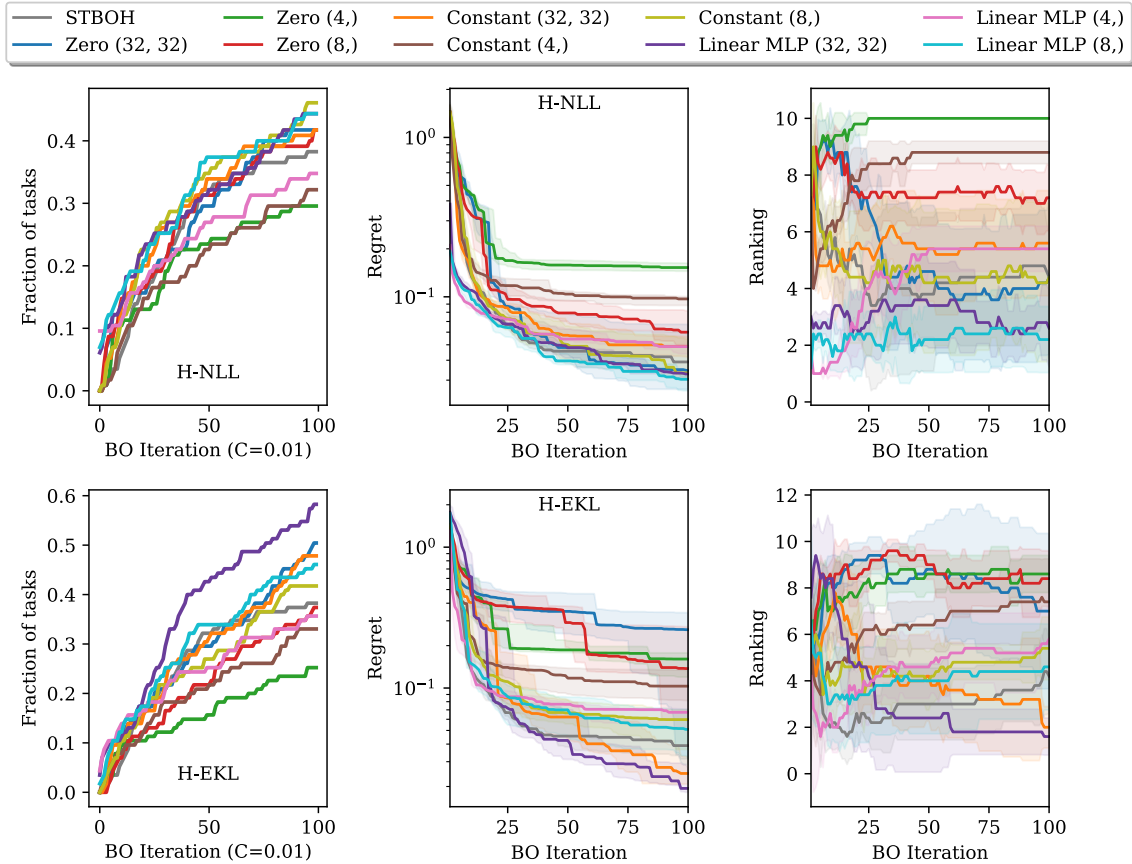 STBOH Zero (4,) Constant (32, 32) Constant (8,) Linear MLP (4,)
Zero (32, 32) Zero (8,) Constant (4,) Linear MLP (32, 32) Linear MLP (8,)
Fraction of tasks
0.4
0.3
0.2
0.1
0.0
H-NLL
0 50 100
BO Iteration (C=0.01)
Regret
H-NLL
10^0
10^-1
25 50 75 100
BO Iteration
Ranking
10
8
6
4
2
0
25 50 75 100
BO Iteration
Fraction of tasks
0.6
0.5
0.4
0.3
0.2
0.1
0.0
H-EKL
0 50 100
BO Iteration (C=0.01)
Regret
H-EKL
10^0
10^-1
25 50 75 100
BO Iteration
Ranking
12
10
8
6
4
2
0
25 50 75 100
BO Iteration